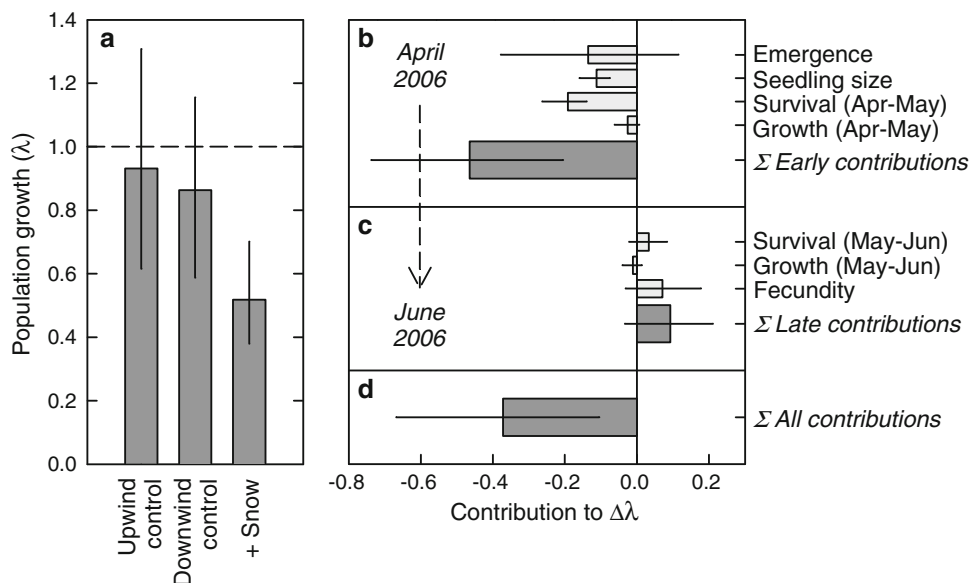 a
1.4
1.2
1.0
0.8
0.6
0.4
0.2
0.0
Population growth (λ)
Upwind
control
Downwind
control
+ Snow
b
April
2006
Emergence
Seedling size
Survival (Apr-May)
Growth (Apr-May)
Σ Early contributions
c
June
2006
Survival (May-Jun)
Growth (May-Jun)
Fecundity
Σ Late contributions
d
Σ All contributions
-0.8 -0.6 -0.4 -0.2 0.0 0.2
Contribution to Δλ